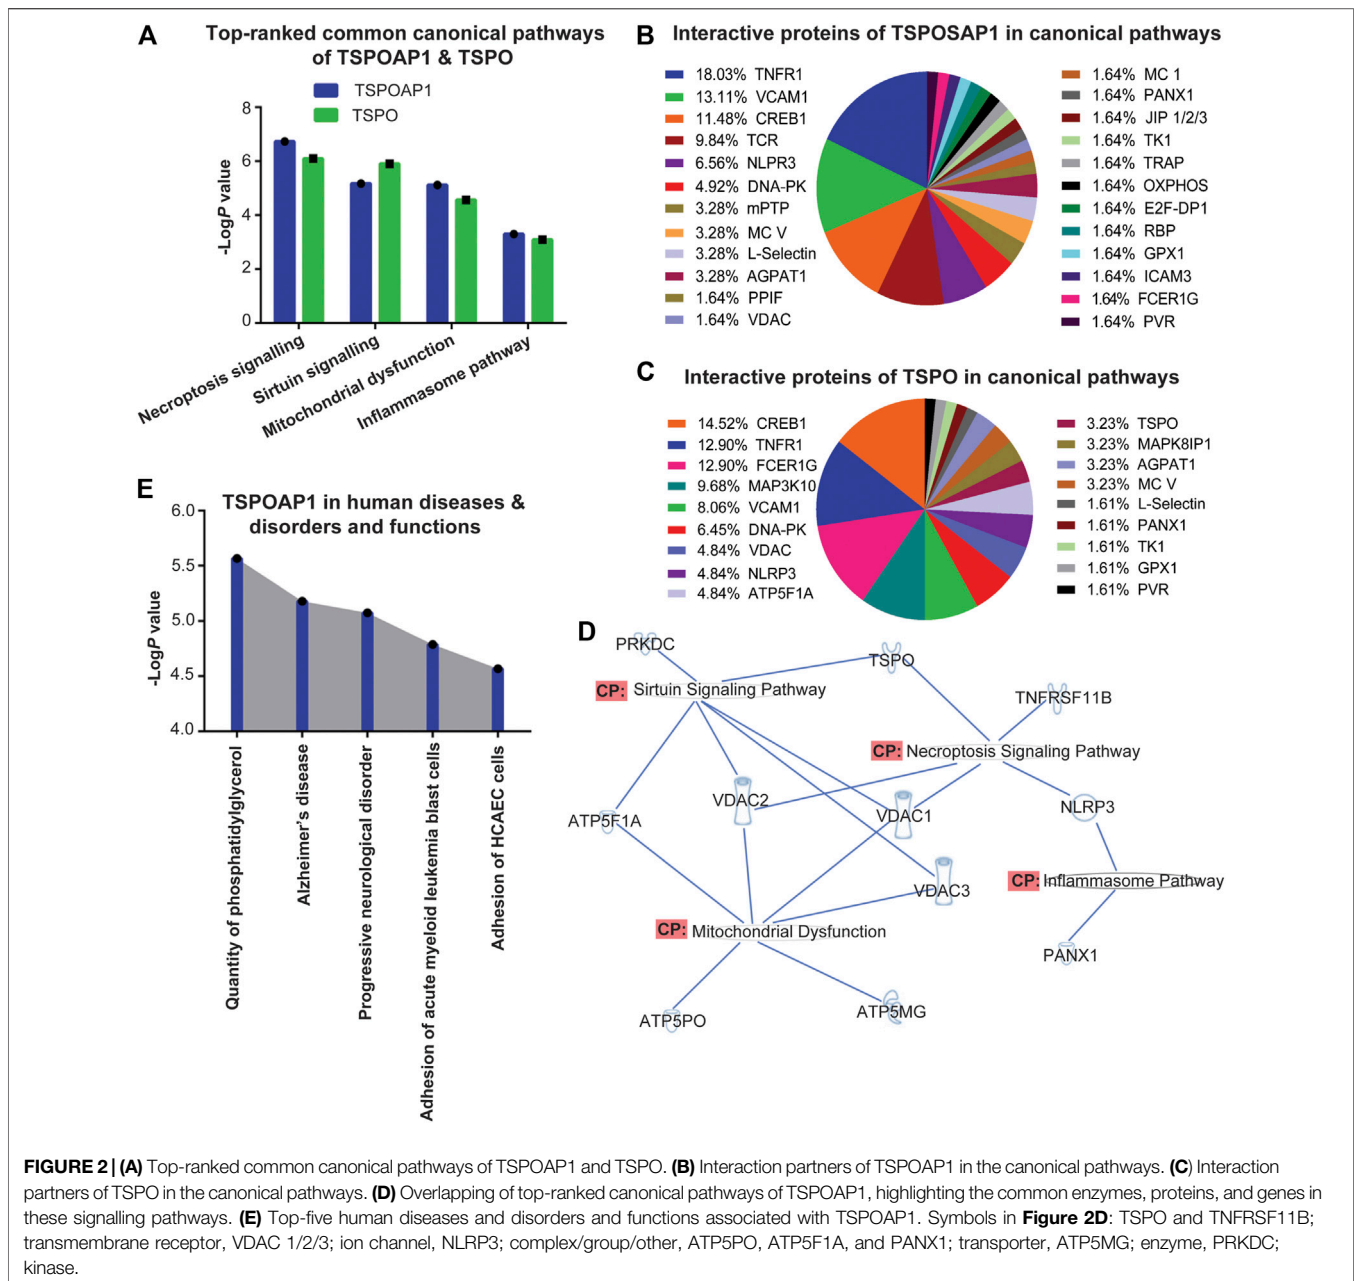 A
Top-ranked common canonical pathways
of TSPOAP1 & TSPO
TSPOAP1
TSPO
-LogP value
8
6
4
2
0
Necroptosis signalling
Sirtuin signalling
Mitochondrial dysfunction
Inflammasome pathway
B
Interactive proteins of TSPOSAP1 in canonical pathways
18.03% TNFR1
13.11% VCAM1
11.48% CREB1
9.84% TCR
6.56% NLPR3
4.92% DNA-PK
3.28% mPTP
3.28% MC V
3.28% L-Selectin
3.28% AGPAT1
1.64% PPIF
1.64% VDAC
1.64% MC 1
1.64% PANX1
1.64% JIP 1/2/3
1.64% TK1
1.64% TRAP
1.64% OXPHOS
1.64% E2F-DP1
1.64% RBP
1.64% GPX1
1.64% ICAM3
1.64% FCER1G
1.64% PVR
C
Interactive proteins of TSPO in canonical pathways
14.52% CREB1
12.90% TNFR1
12.90% FCER1G
9.68% MAP3K10
8.06% VCAM1
6.45% DNA-PK
4.84% VDAC
4.84% NLRP3
4.84% ATP5F1A
3.23% TSPO
3.23% MAPK8IP1
3.23% AGPAT1
3.23% MC V
1.61% L-Selectin
1.61% PANX1
1.61% TK1
1.61% GPX1
1.61% PVR
E
TSPOAP1 in human diseases &
disorders and functions
-LogP value
6.0
5.5
5.0
4.5
4.0
Quantity of phosphatidylglycerol
Alzheimer's disease
Progressive neurological disorder
Adhesion of acute myeloid leukemia blast cells
Adhesion of HCAEC cells
D
PRKDC
TSPO
CP: Sirtuin Signaling Pathway
TNFRSF11B
CP: Necroptosis Signaling Pathway
VDAC2
ATP5F1A
VDAC1
NLRP3
VDAC3
CP: Inflammasome Pathway
CP: Mitochondrial Dysfunction
PANX1
ATP5PO
ATP5MG
FIGURE 2 | (A) Top-ranked common canonical pathways of TSPOAP1 and TSPO. (B) Interaction partners of TSPOAP1 in the canonical pathways. (C) Interaction
partners of TSPO in the canonical pathways. (D) Overlapping of top-ranked canonical pathways of TSPOAP1, highlighting the common enzymes, proteins, and genes in
these signalling pathways. (E) Top-five human diseases and disorders and functions associated with TSPOAP1. Symbols in Figure 2D: TSPO and TNFRSF11B;
transmembrane receptor, VDAC 1/2/3; ion channel, NLRP3; complex/group/other, ATP5PO, ATP5F1A, and PANX1; transporter, ATP5MG; enzyme, PRKDC;
kinase.